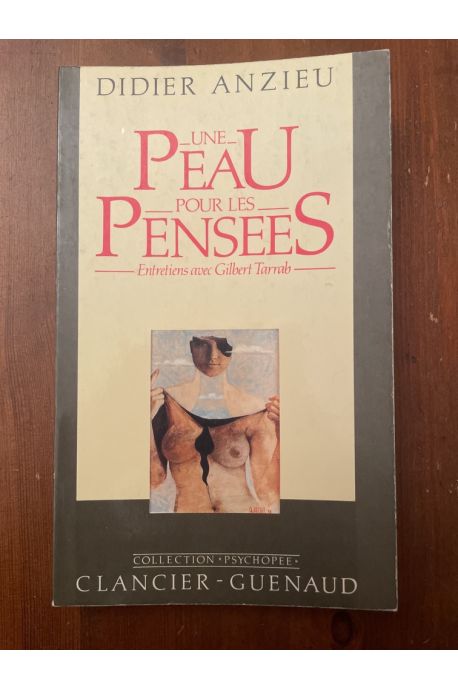 DIDIER ANZIEU
UNE
PEAU
POUR LES
PENSEES
Entretiens avec Gilbert Tarrab
COLLECTION «PSYCHOPEE»
CLANCIER-GUENAUD